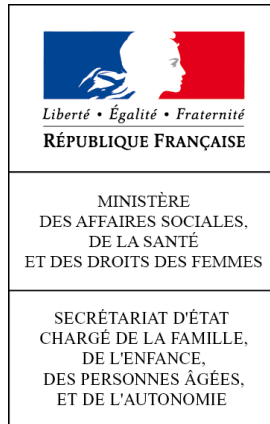 Liberté • Égalité • Fraternité
RÉPUBLIQUE FRANÇAISE
MINISTÈRE
DES AFFAIRES SOCIALES,
DE LA SANTÉ
ET DES DROITS DES FEMMES
SECRÉTARIAT D'ÉTAT
CHARGÉ DE LA FAMILLE,
DE L'ENFANCE,
DES PERSONNES ÂGÉES,
ET DE L'AUTONOMIE